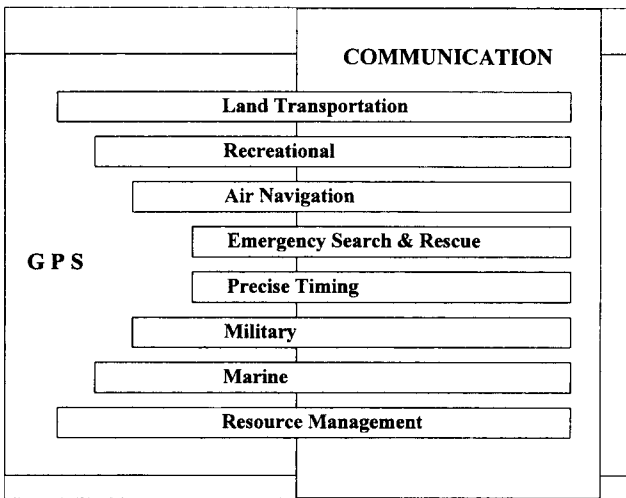 COMMUNICATION
Land Transportation
Recreational
Air Navigation
Emergency Search & Rescue
G P S
Precise Timing
Military
Marine
Resource Management